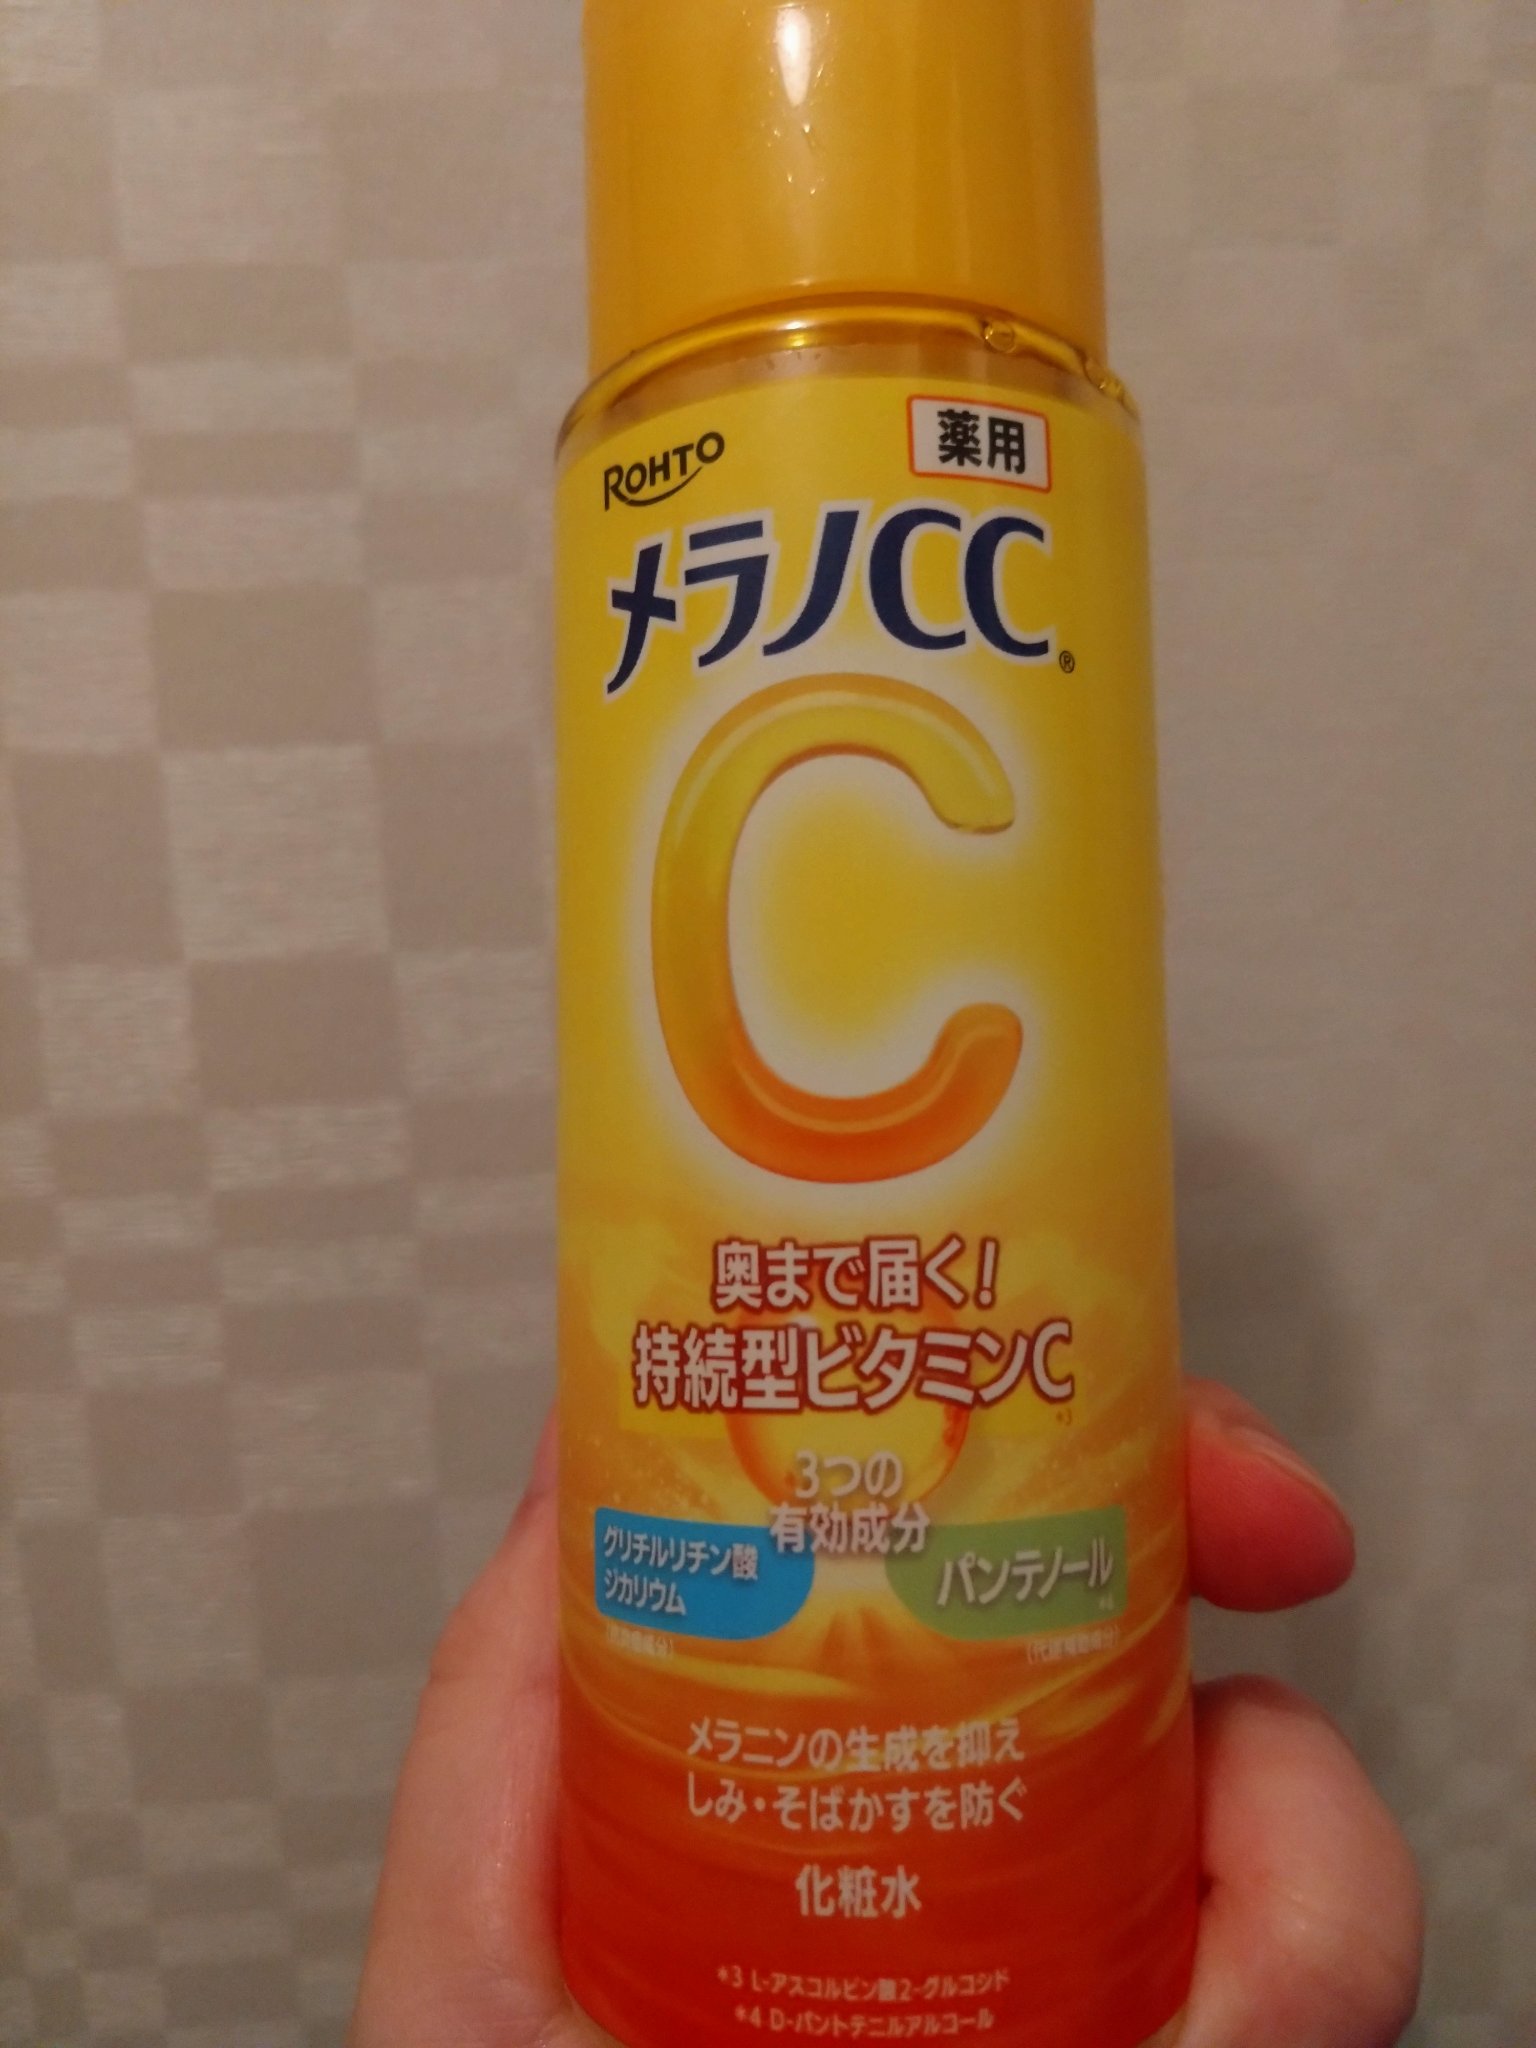 ROHTO
薬用
メラノCC®
C
奥まで届く!
持続型ビタミンC
*3
3つの
有効成分
グリチルリチン酸
ジカリウム
パンテノール
*4
メラニンの生成を抑え
しみ・そばかすを防ぐ
化粧水
*3 L-アスコルビン酸2-グルコシド
*4 D-パントテニルアルコール